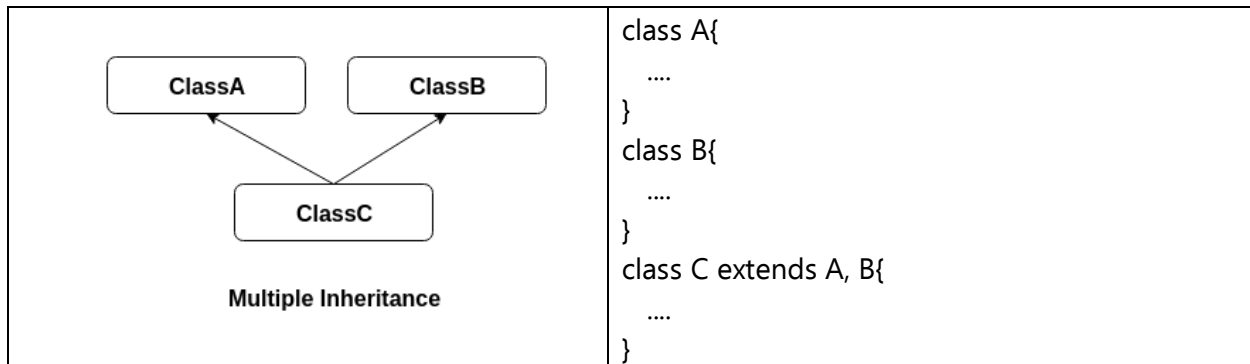 ClassA
ClassB
ClassC
Multiple Inheritance
class A{
....
}
class B{
....
}
class C extends A, B{
....
}